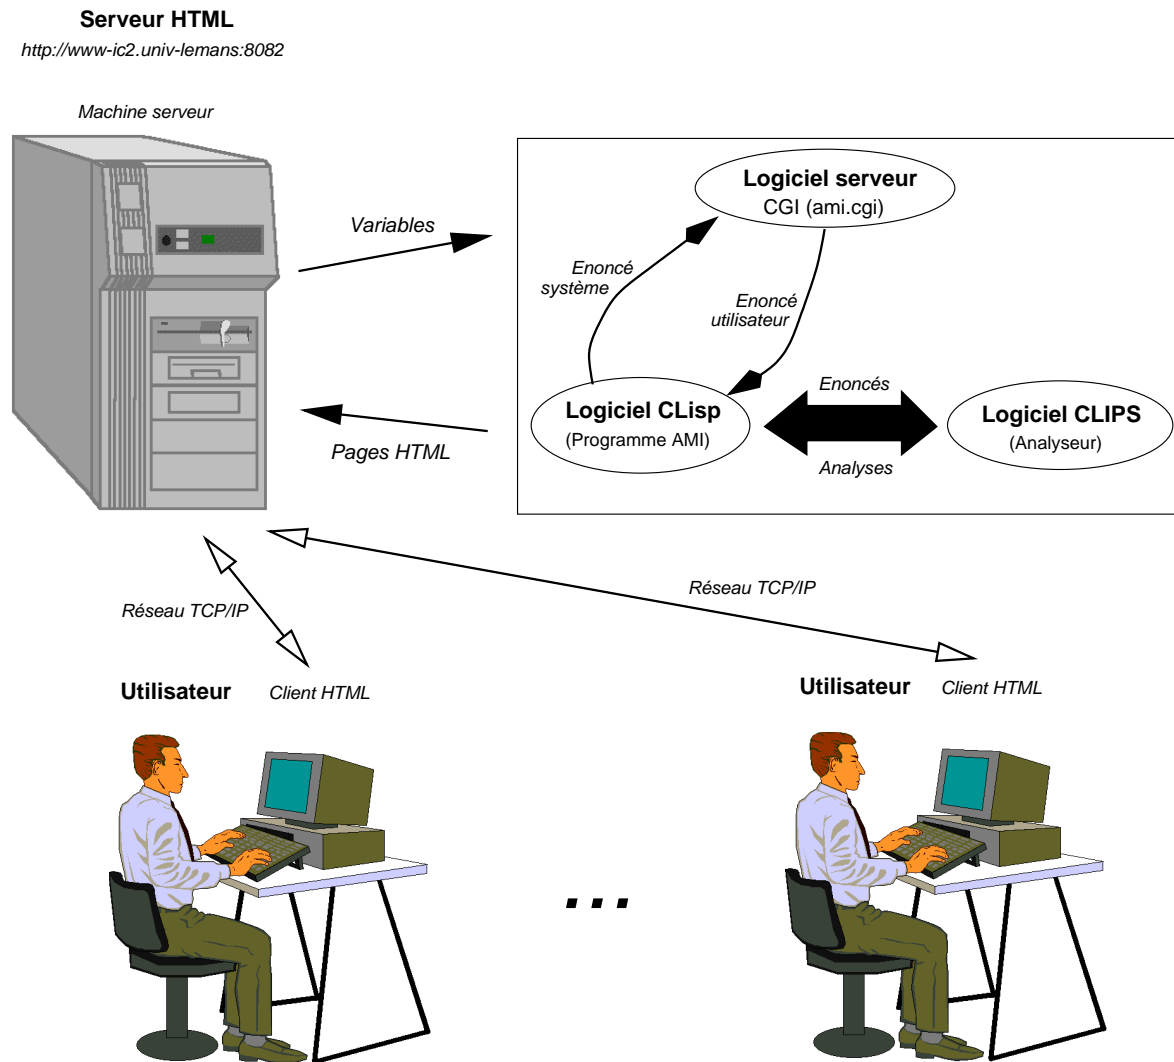 Serveur HTML
http://www-ic2.univ-lemans:8082
Machine serveur
Logiciel serveur
CGI (ami.cgi)
Variables
Enoncé
système
Enoncé
utilisateur
Enoncés
Logiciel CLisp
(Programme AMI)
Logiciel CLIPS
(Analyseur)
Analyses
Pages HTML
Réseau TCP/IP
Réseau TCP/IP
Utilisateur Client HTML
Utilisateur Client HTML
...